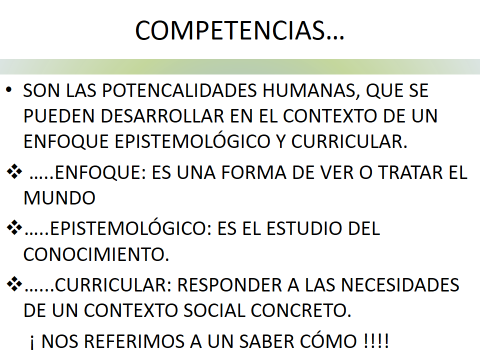 COMPETENCIAS...
• SON LAS POTENCALIDADES HUMANAS, QUE SE
PUEDEN DESARROLLAR EN EL CONTEXTO DE UN
ENFOQUE EPISTEMOLÓGICO Y CURRICULAR.
❖ .....ENFOQUE: ES UNA FORMA DE VER O TRATAR EL
MUNDO
❖.....EPISTEMOLÓGICO: ES EL ESTUDIO DEL
CONOCIMIENTO.
❖......CURRICULAR: RESPONDER A LAS NECESIDADES
DE UN CONTEXTO SOCIAL CONCRETO.
¡ NOS REFERIMOS A UN SABER CÓMO !!!!